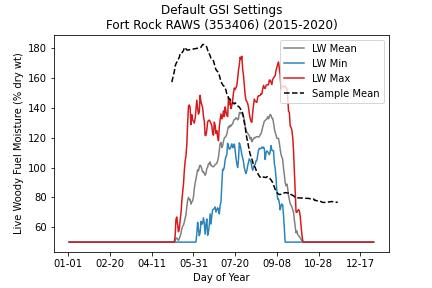 Default GSI Settings
Fort Rock RAWS (353406) (2015-2020)
Live Woody Fuel Moisture (% dry wt)
180
160
140
120
100
80
60
LW Mean
LW Min
LW Max
Sample Mean
01-01 02-20 04-11 05-31 07-20 09-08 10-28 12-17
Day of Year